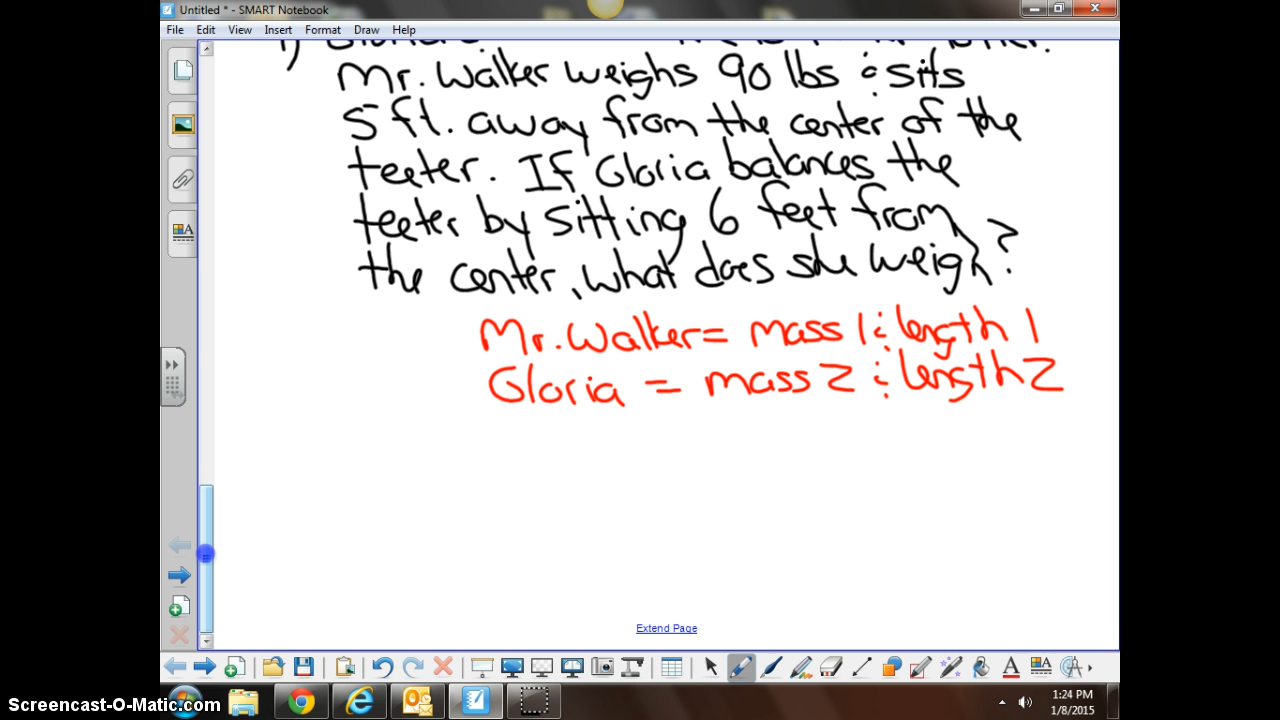 Untitled * - SMART Notebook
File Edit View Insert Format Draw Help
Mr. Walker weighs 90 lbs & sits
5 ft. away from the center of the
teeter. If Gloria balances the
teeter by sitting 6 feet from
the center, what does she weigh?
Mr. Walker = mass 1 & length 1
Gloria = mass 2 & length 2
Extend Page
1:24 PM
1/8/2015
Screencast-O-Matic.com